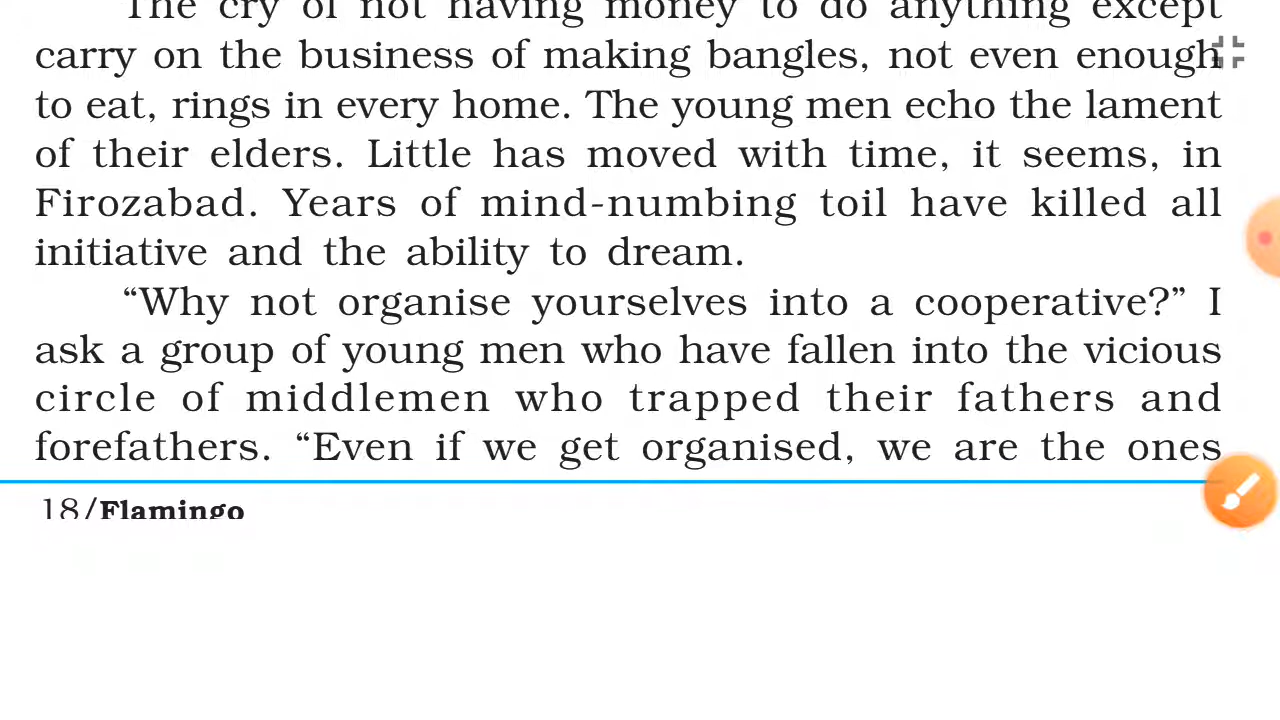 The cry of not having money to do anything except
carry on the business of making bangles, not even enough
to eat, rings in every home. The young men echo the lament
of their elders. Little has moved with time, it seems, in
Firozabad. Years of mind-numbing toil have killed all
initiative and the ability to dream.
“Why not organise yourselves into a cooperative?” I
ask a group of young men who have fallen into the vicious
circle of middlemen who trapped their fathers and
forefathers. “Even if we get organised, we are the ones
18/Flamingo